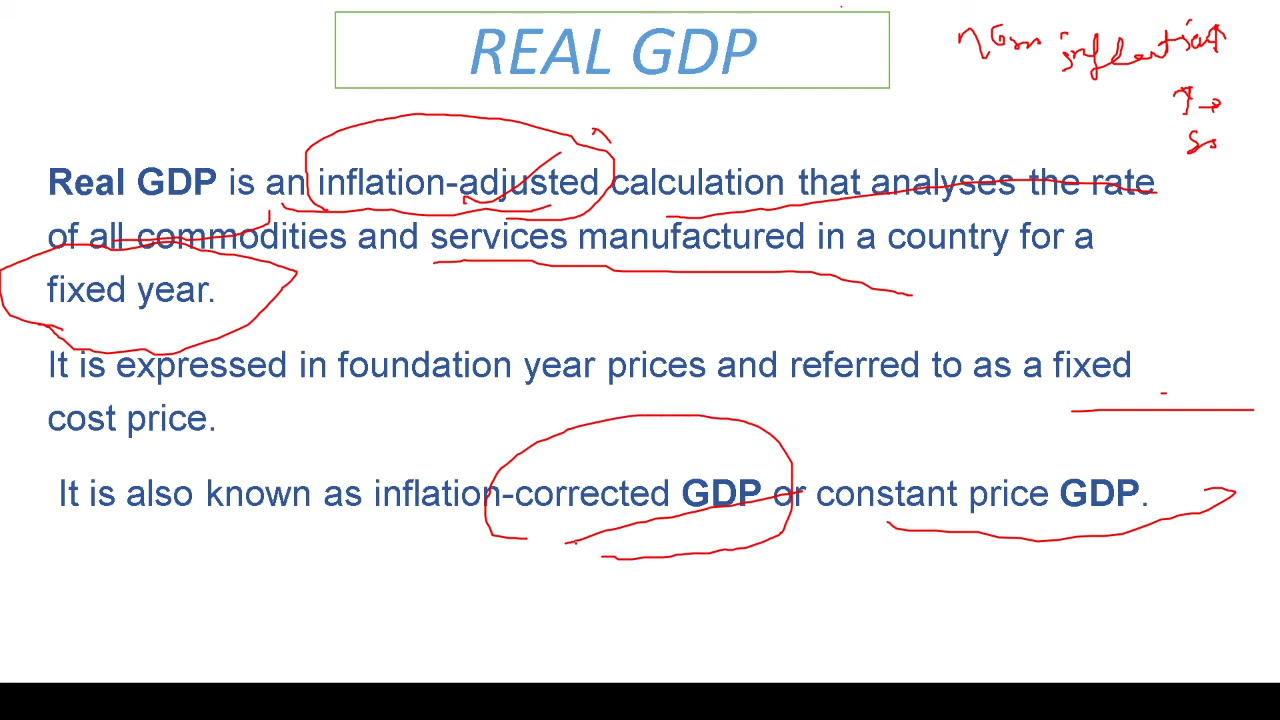 REAL GDP
inflation
Real GDP is an inflation-adjusted calculation that analyses the rate
of all commodities and services manufactured in a country for a
fixed year.
It is expressed in foundation year prices and referred to as a fixed
cost price.
It is also known as inflation-corrected GDP or constant price GDP.